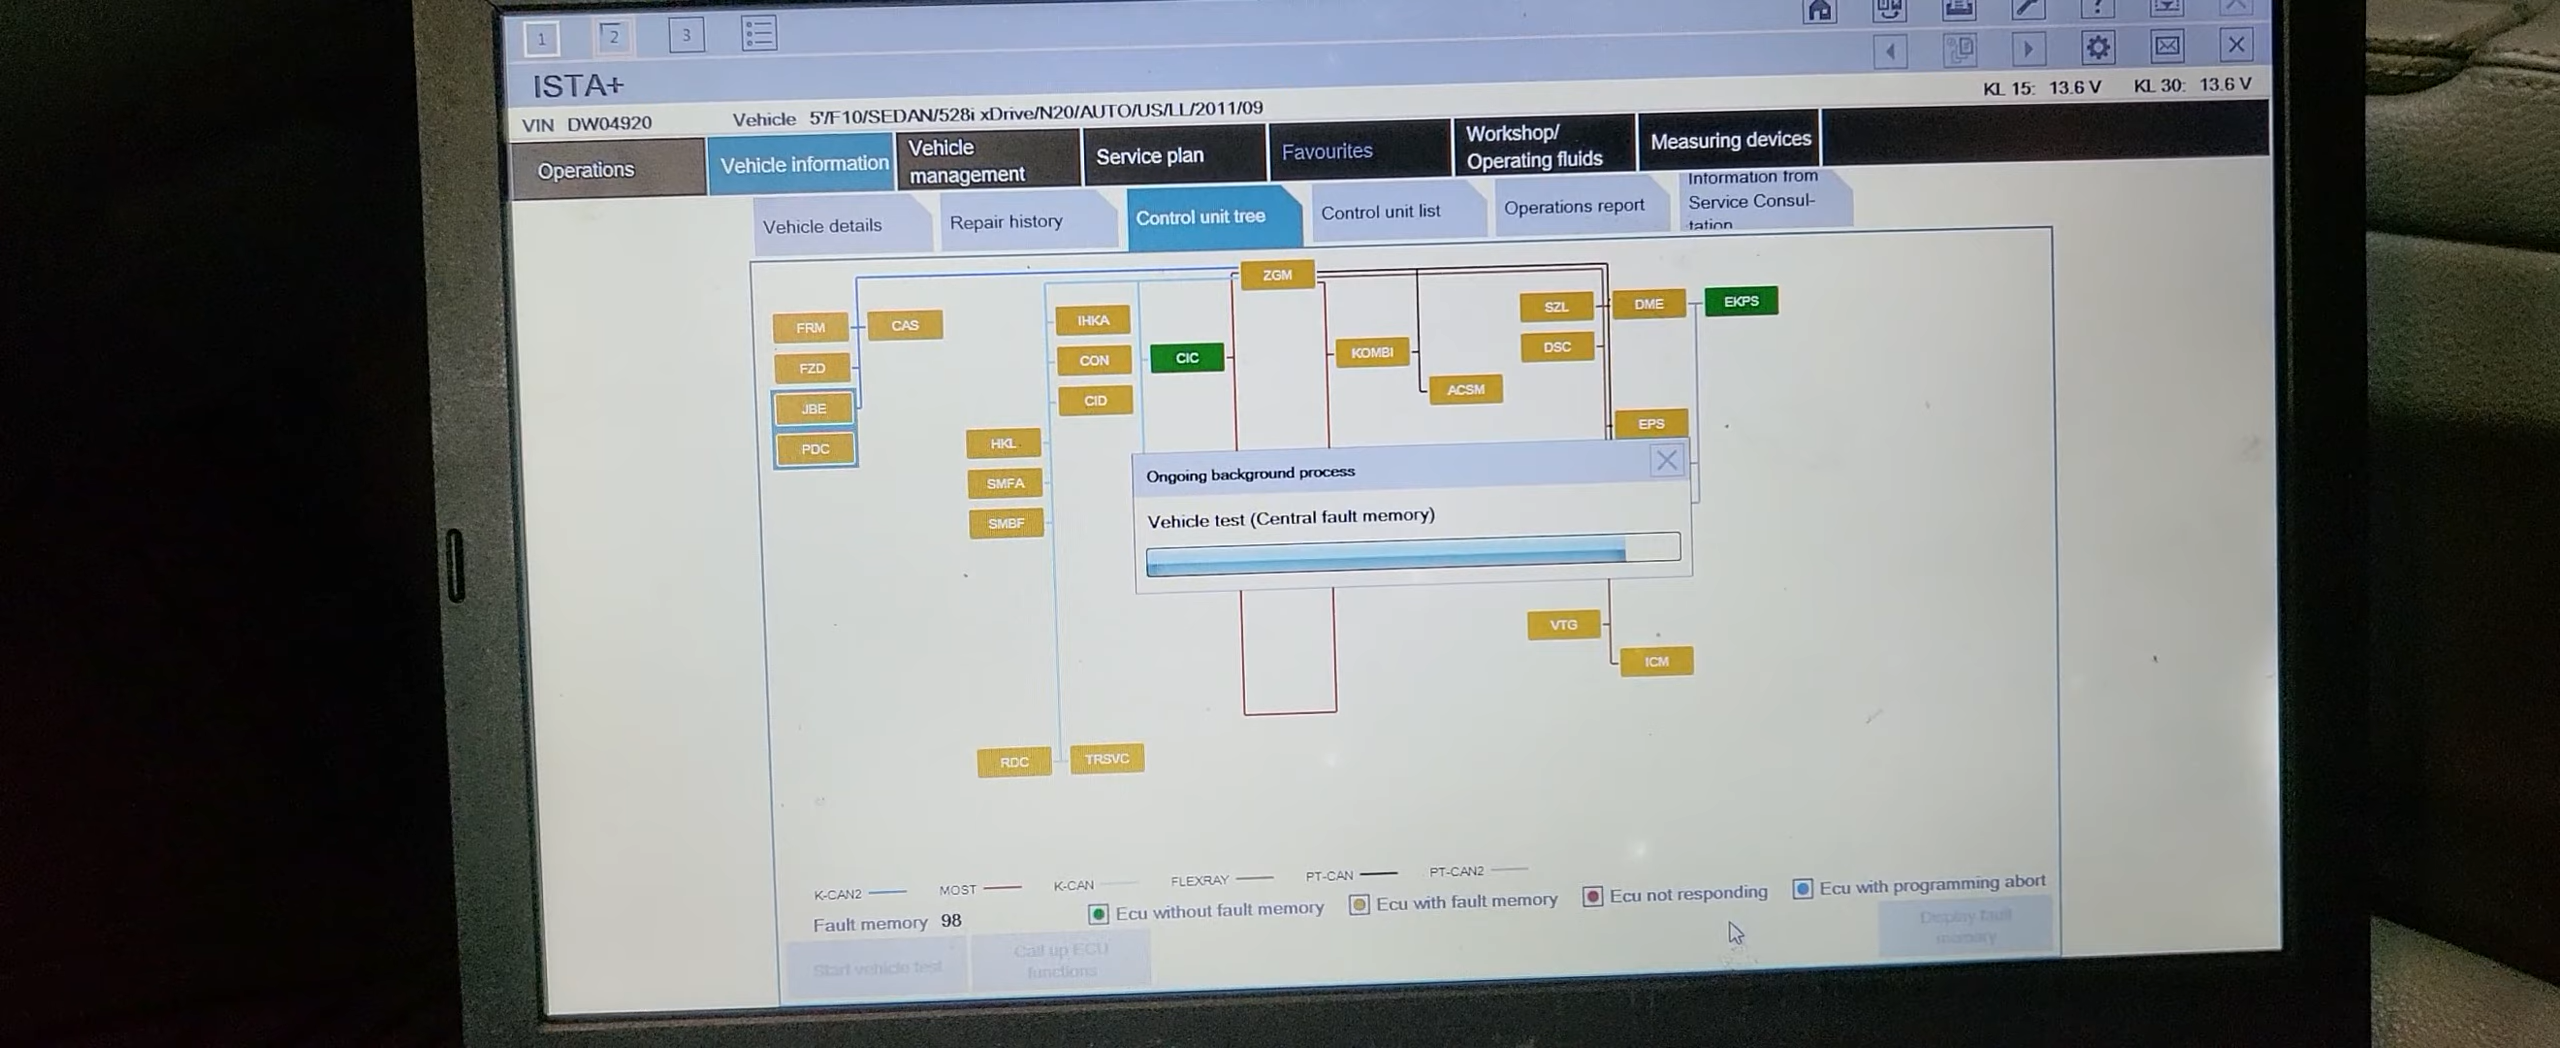 1 2 3
ISTA+
KL 15: 13.6 V KL 30: 13.6 V
VIN DW04920 Vehicle 5'/F10/SEDAN/528i xDrive/N20/AUTO/US/LL/2011/09
Operations
Vehicle information
Vehicle
management
Service plan
Favourites
Workshop/
Operating fluids
Measuring devices
Vehicle details
Repair history
Control unit tree
Control unit list
Operations report
Information from
Service Consul-
tation
ZGM
FRM CAS IHKA CIC KOMBI SZL DME EKPS
FZD CON DSC
JBE CID ACSM
PDC HKL EPS
SMFA
SMBF
Ongoing background process
Vehicle test (Central fault memory)
VTG
ICM
RDC TRSVC
K-CAN2 MOST K-CAN FLEXRAY PT-CAN PT-CAN2
Fault memory 98 Ecu without fault memory Ecu with fault memory Ecu not responding Ecu with programming abort
Start vehicle test
Call up ECU
functions
Display fault
memory